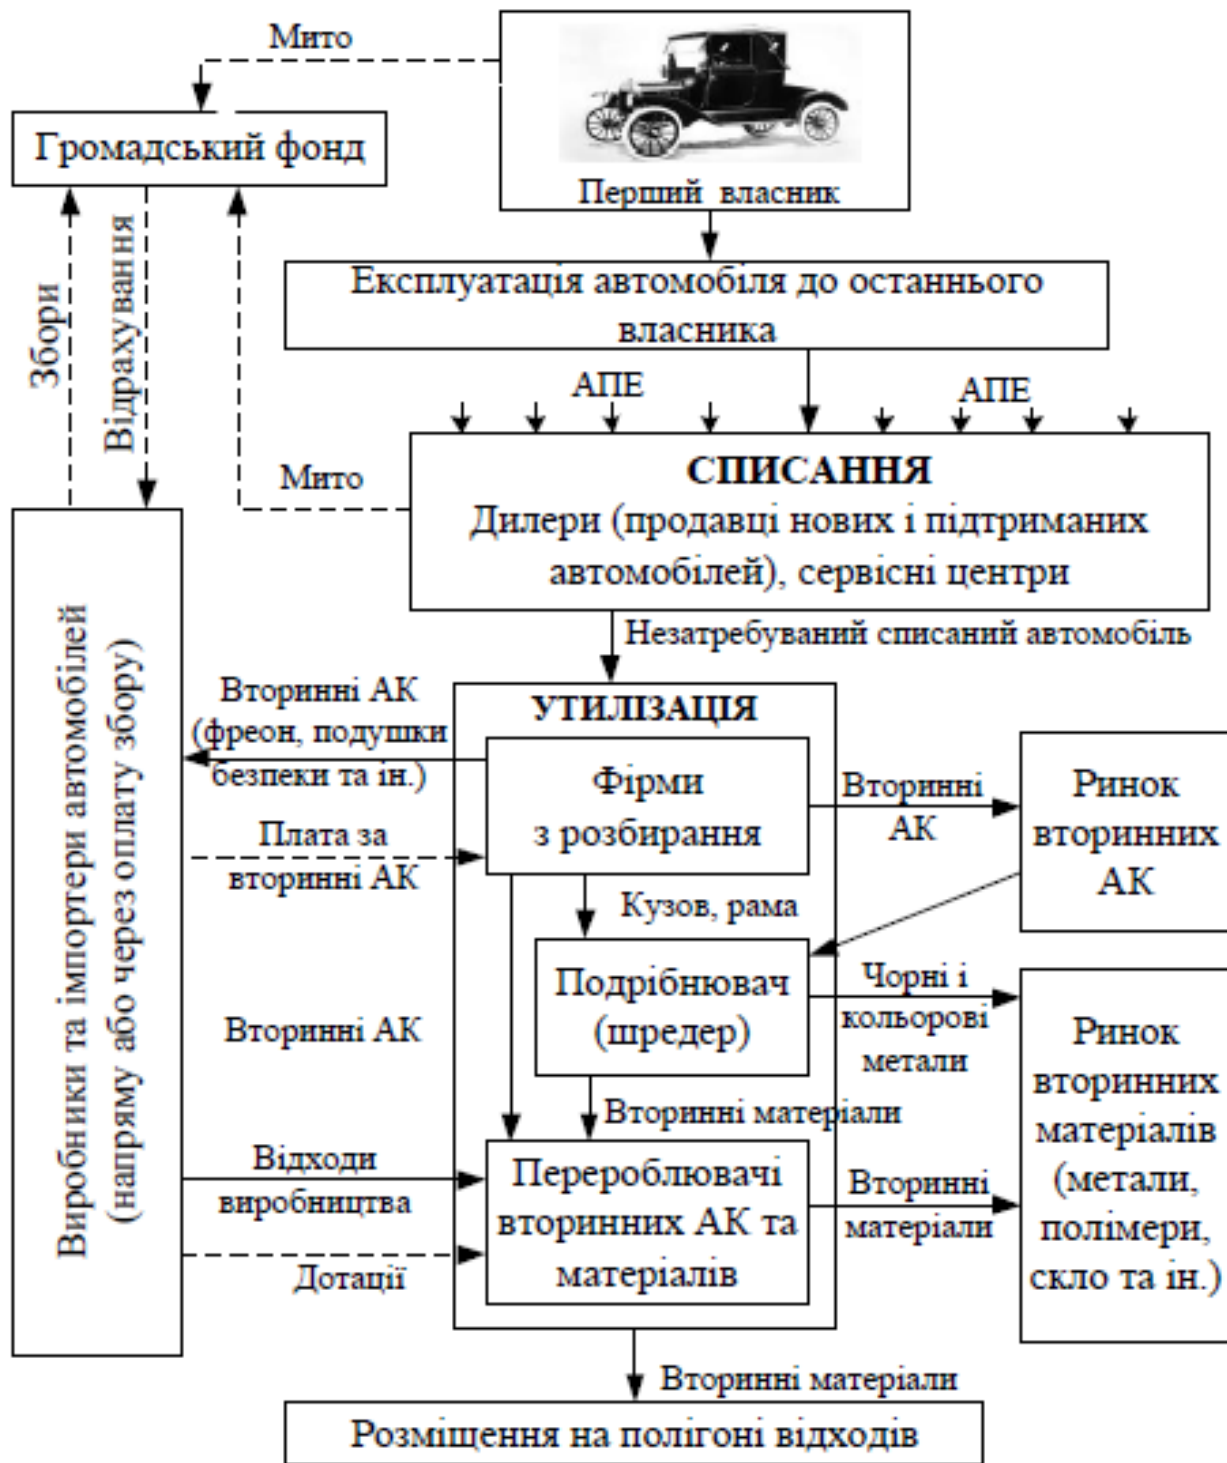 Мито
Громадський фонд
Перший власник
Експлуатація автомобіля до останнього
власника
Збори
Відрахування
АПЕ
АПЕ
Мито
СПИСАННЯ
Дилери (продавці нових і підтриманих
автомобілей), сервісні центри
Незатребуваний списаний автомобіль
Виробники та імпортери автомобілей
(напряму або через оплату збору)
Вторинні АК
(фреон, подушки
безпеки та ін.)
УТИЛІЗАЦІЯ
Фірми
з розбирання
Вторинні
АК
Ринок
вторинних
АК
Плата за
вторинні АК
Кузов, рама
Подрібнювач
(шредер)
Чорні і
кольорові
метали
Вторинні АК
Ринок
вторинних
матеріалів
(метали,
полімери,
скло та ін.)
Вторинні матеріали
Відходи
виробництва
Перероблювачі
вторинних АК та
матеріалів
Вторинні
матеріали
Дотації
Вторинні матеріали
Розміщення на полігоні відходів